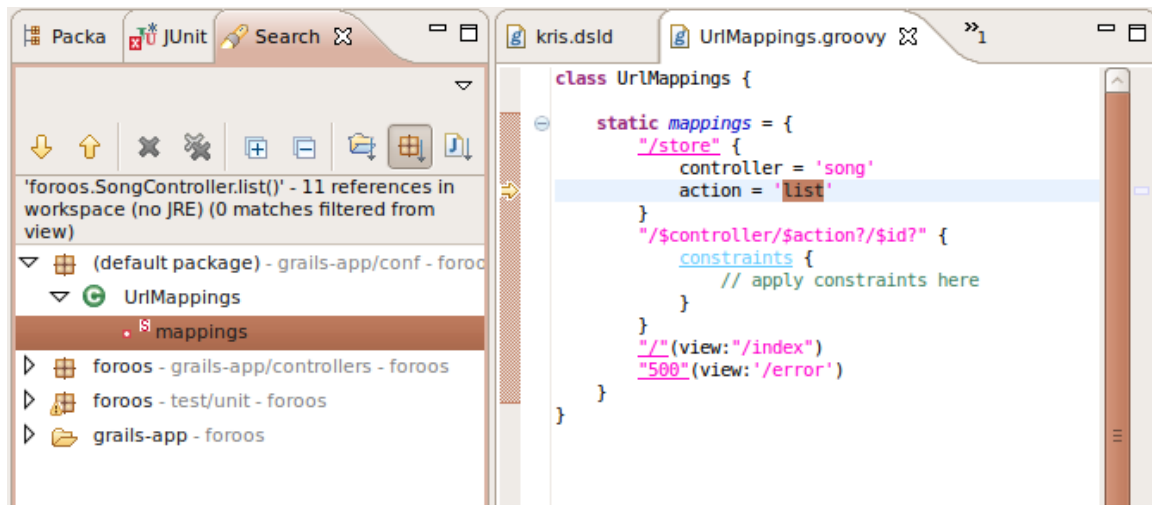 Packa JUnit Search
'foroos.SongController.list()' - 11 references in
workspace (no JRE) (0 matches filtered from
view)
(default package) - grails-app/conf - foroo
UrlMappings
mappings
foroos - grails-app/controllers - foroos
foroos - test/unit - foroos
grails-app - foroos
kris.dsld UrlMappings.groovy »1
class UrlMappings {
static mappings = {
"/store" {
controller = 'song'
action = 'list'
}
"/$controller/$action?/$id?" {
constraints {
// apply constraints here
}
}
"/"(view:"/index")
"500"(view:'/error')
}
}